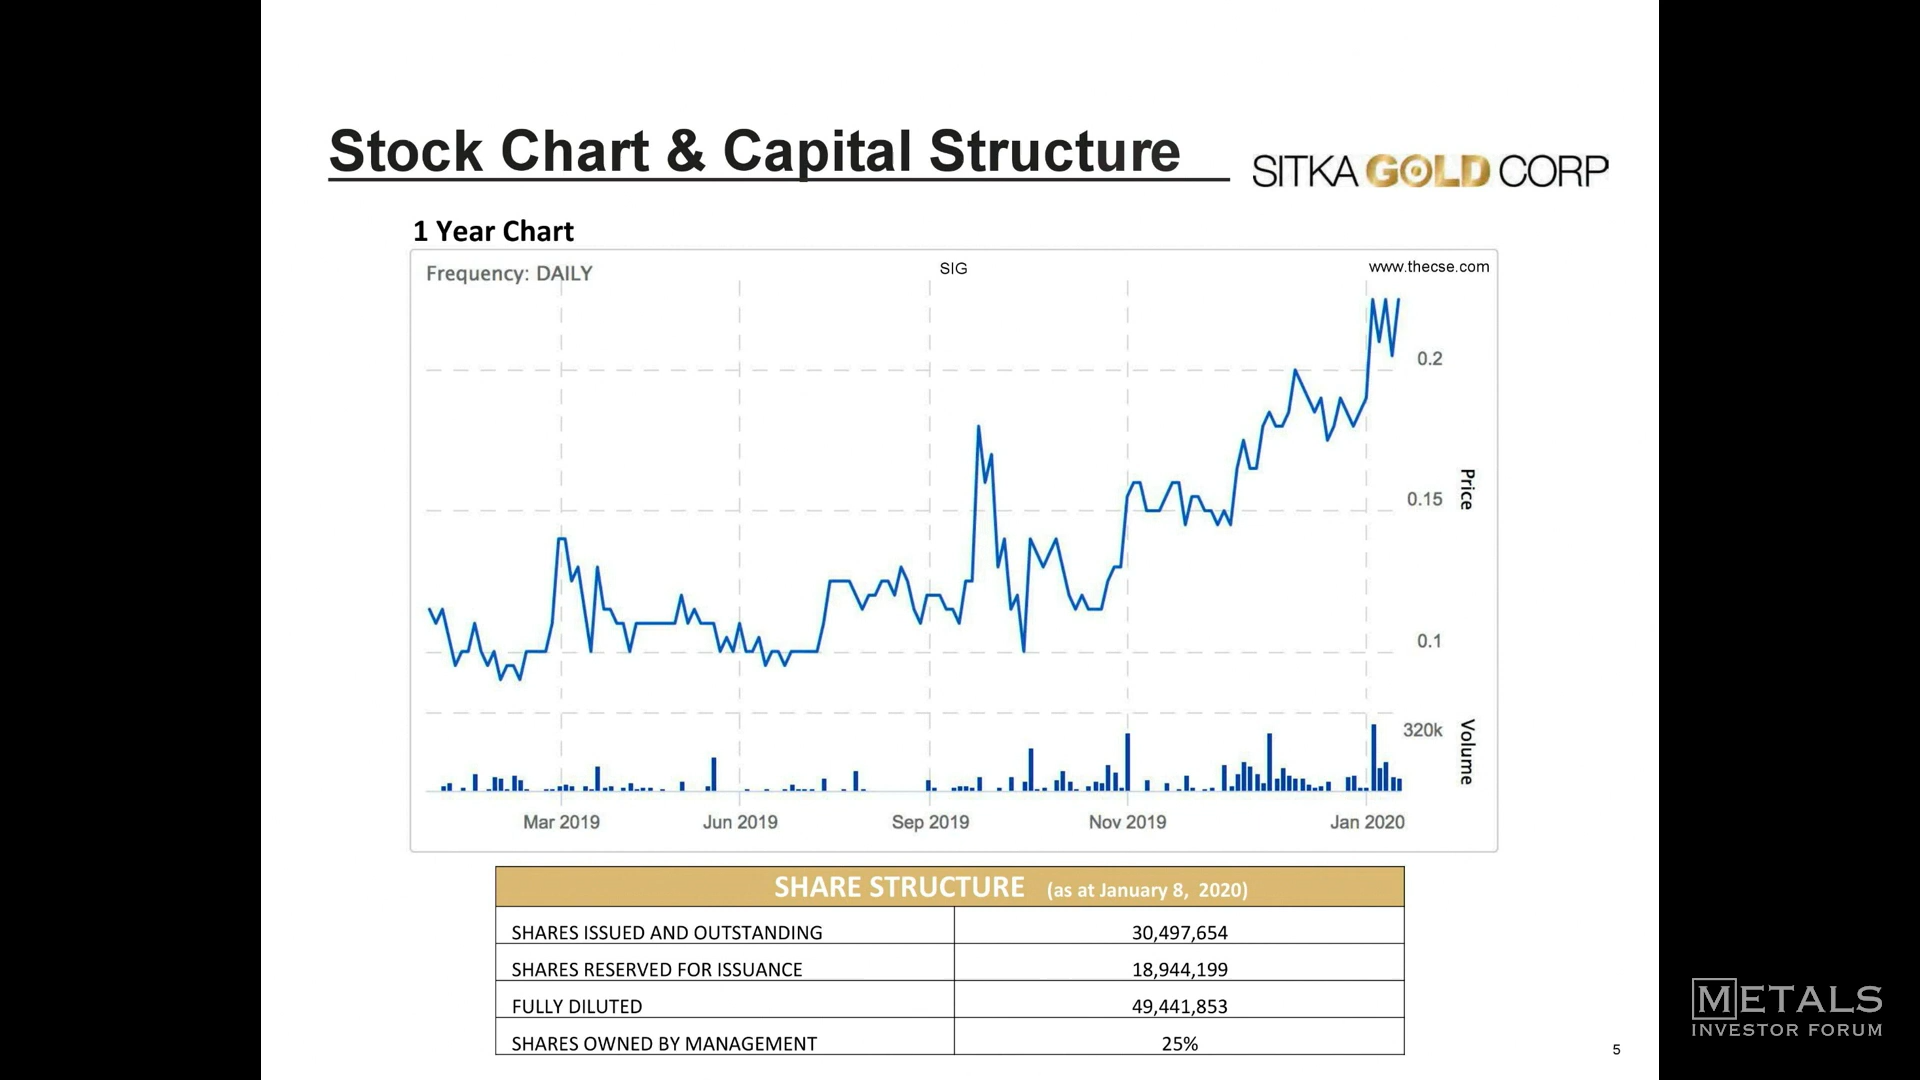 Stock Chart & Capital Structure
SITKA GOLD CORP
1 Year Chart
Frequency: DAILY
SIG
www.thecse.com
0.2
0.15
Price
0.1
320k
Volume
Mar 2019 Jun 2019 Sep 2019 Nov 2019 Jan 2020
SHARE STRUCTURE (as at January 8, 2020)
SHARES ISSUED AND OUTSTANDING 30,497,654
SHARES RESERVED FOR ISSUANCE 18,944,199
FULLY DILUTED 49,441,853
SHARES OWNED BY MANAGEMENT 25%
5
METALS
INVESTOR FORUM